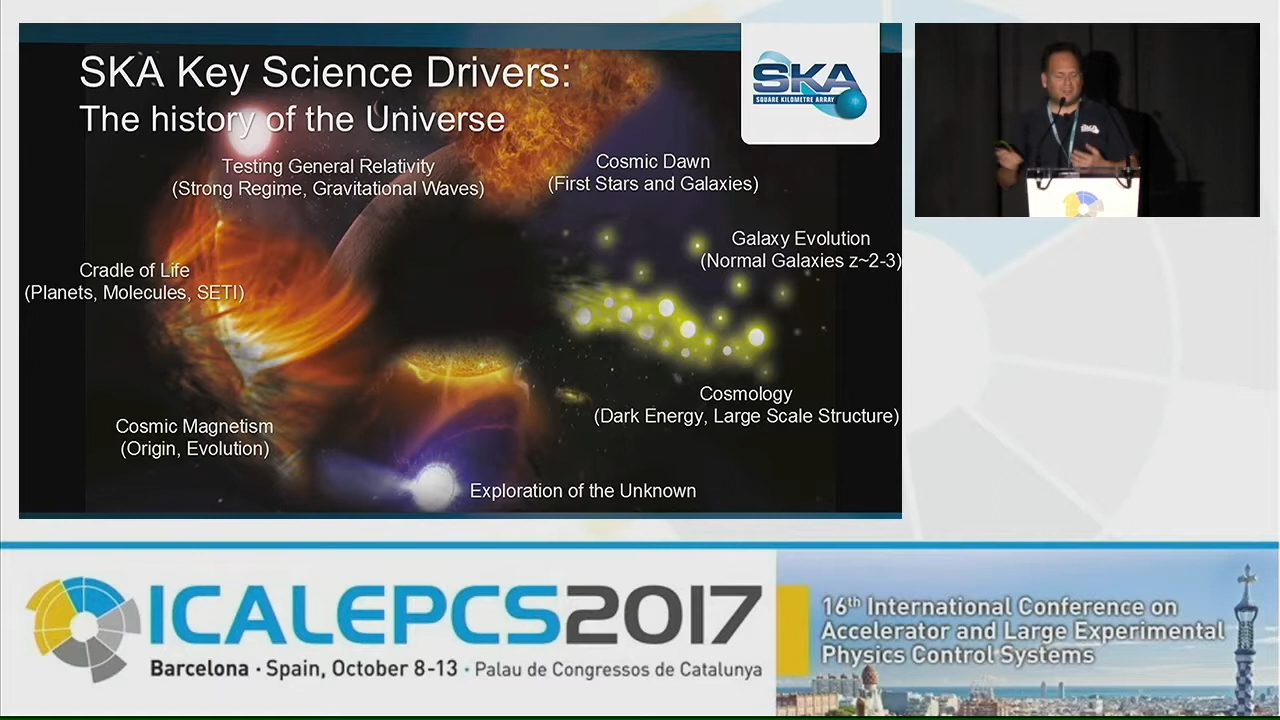 SKA Key Science Drivers:
The history of the Universe
SKA
SQUARE KILOMETRE ARRAY
Testing General Relativity
(Strong Regime, Gravitational Waves)
Cosmic Dawn
(First Stars and Galaxies)
Galaxy Evolution
(Normal Galaxies z~2-3)
Cradle of Life
(Planets, Molecules, SETI)
Cosmology
(Dark Energy, Large Scale Structure)
Cosmic Magnetism
(Origin, Evolution)
Exploration of the Unknown
ICALEPCS2017
Barcelona · Spain, October 8-13 · Palau de Congressos de Catalunya
16th International Conference on
Accelerator and Large Experimental
Physics Control Systems